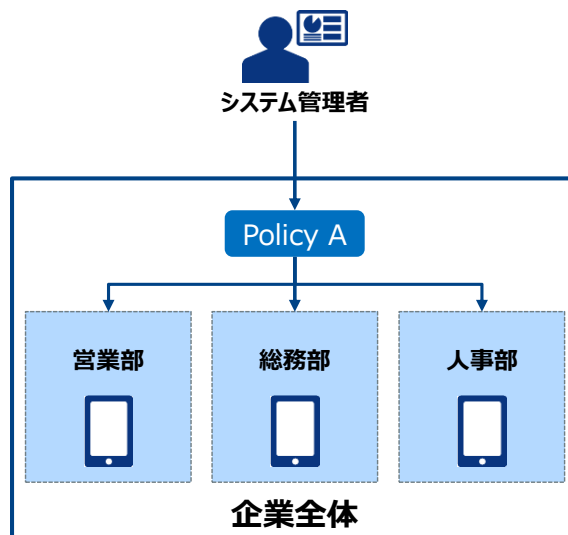 システム管理者
Policy A
営業部
総務部
人事部
企業全体